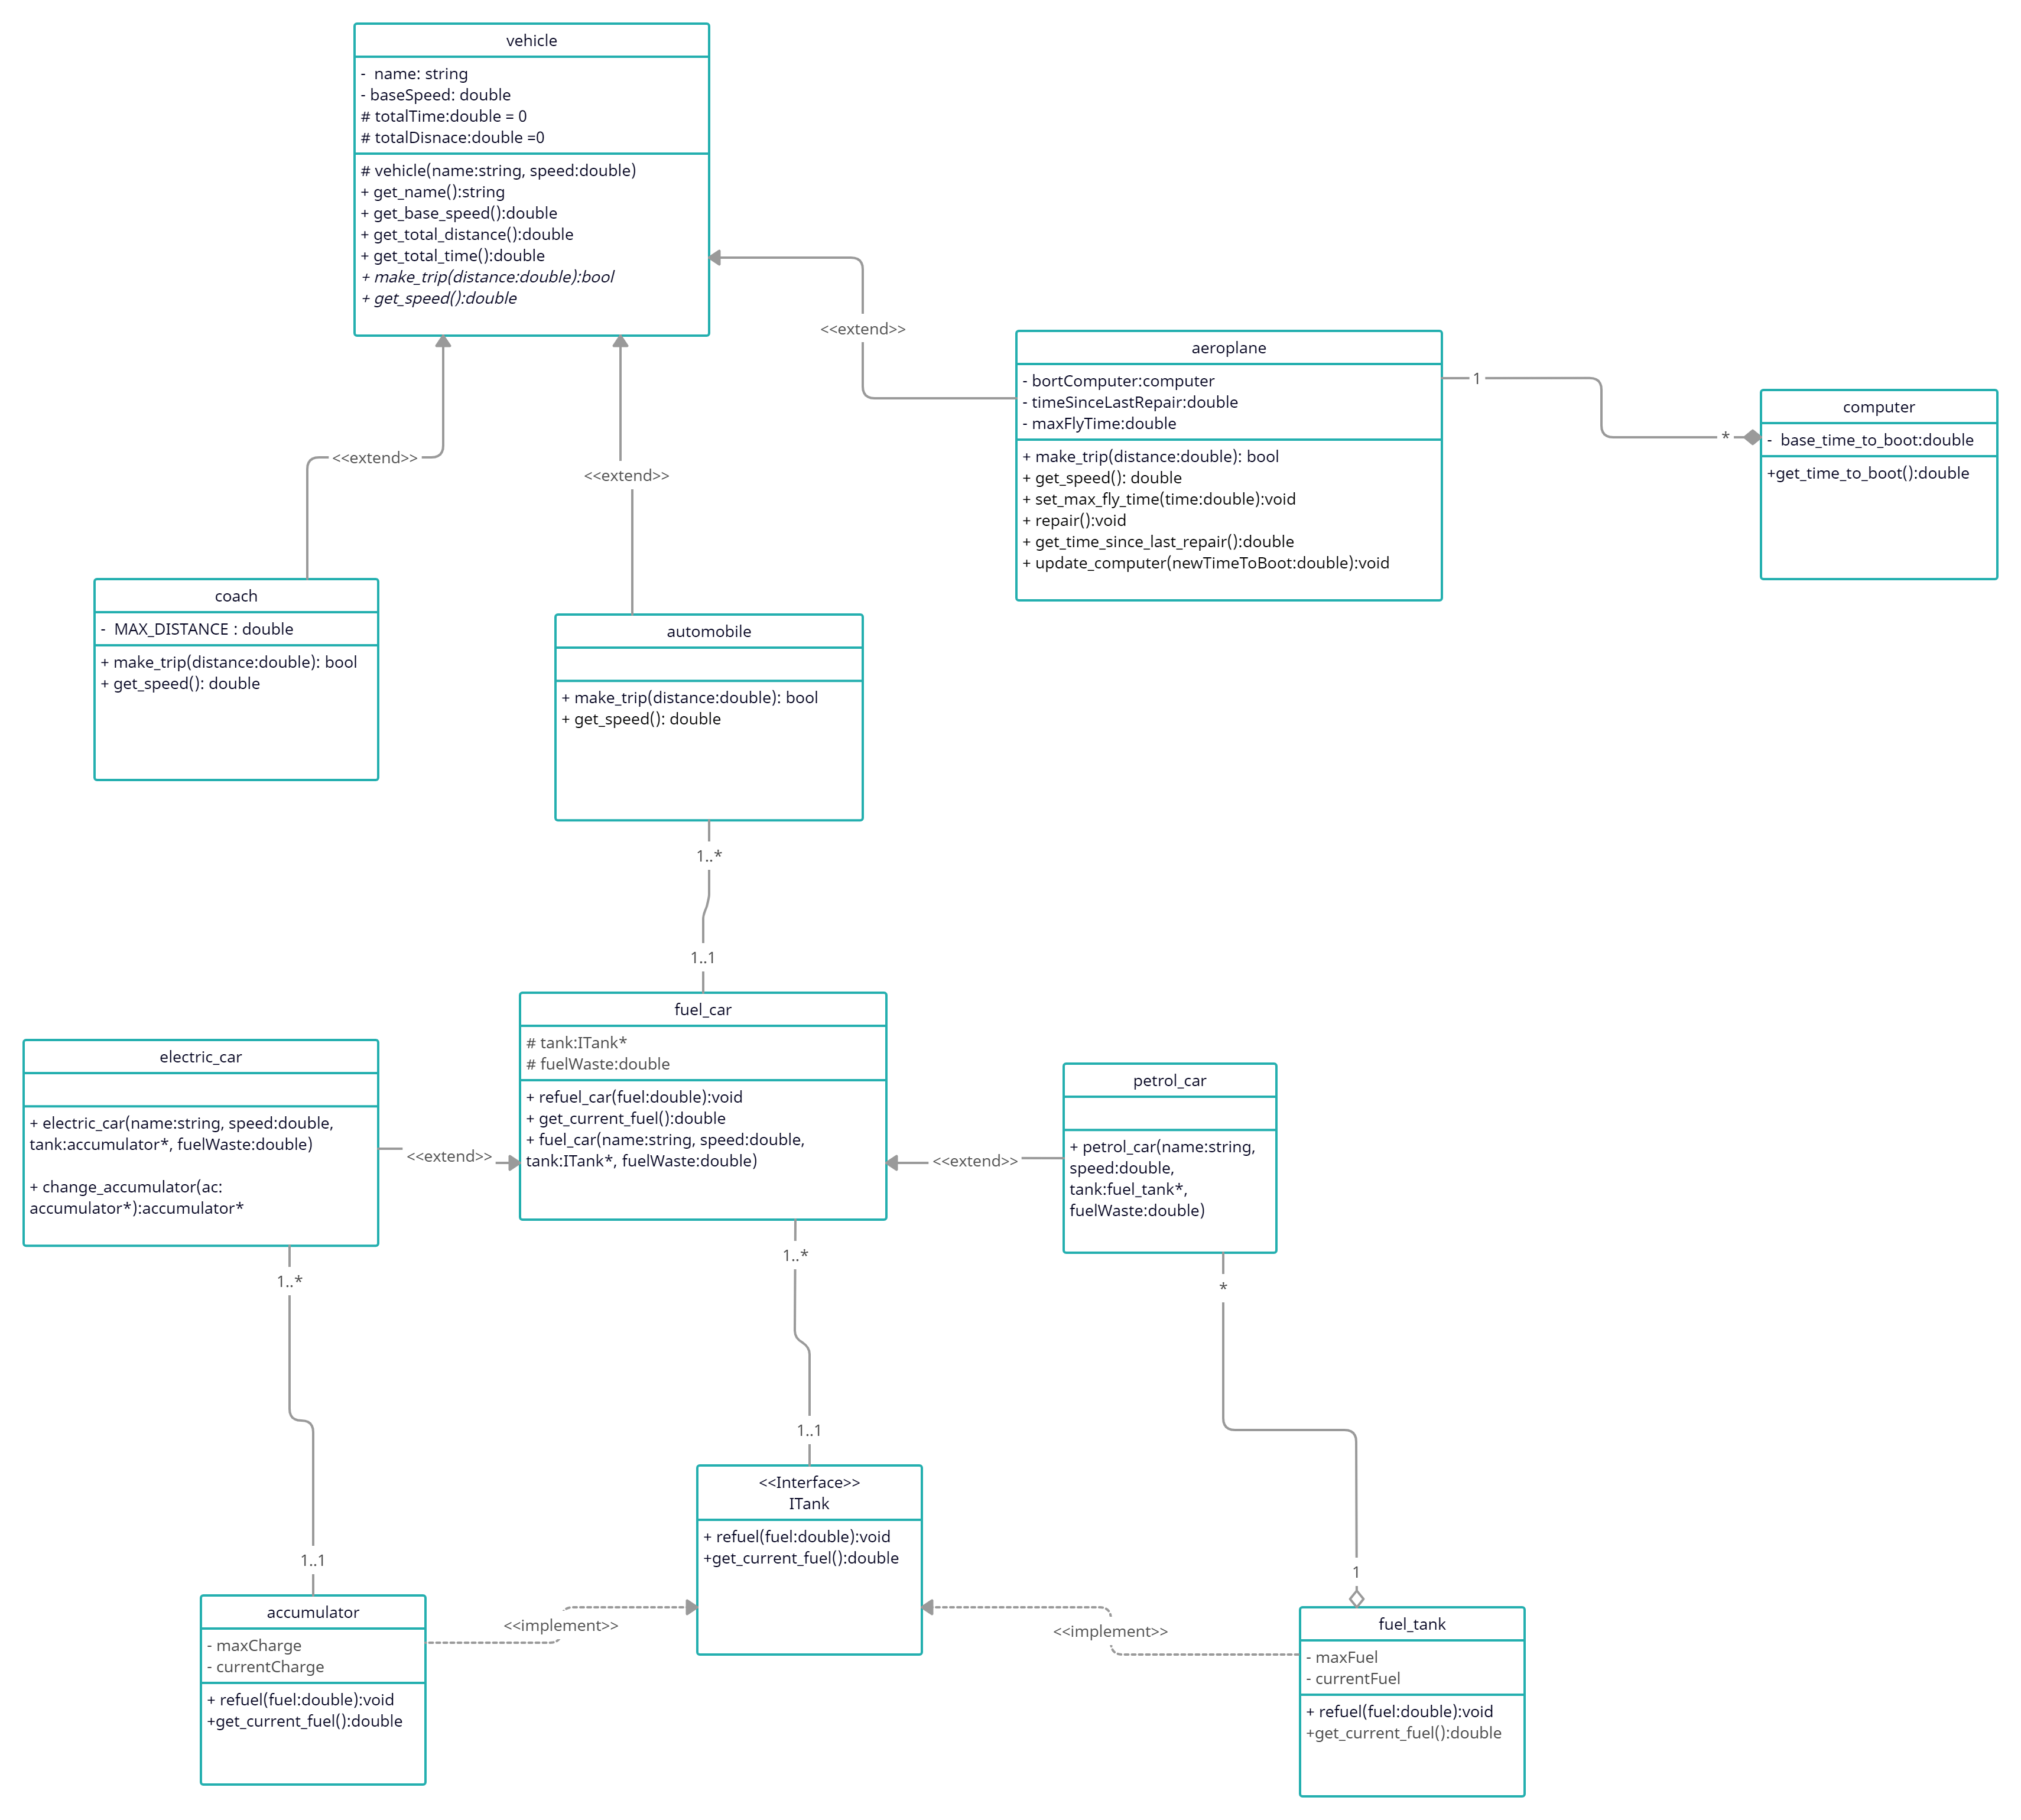 vehicle
-  name: string
- baseSpeed: double
# totalTime:double = 0
# totalDisnace:double =0
# vehicle(name:string, speed:double)
+ get_name():string
+ get_base_speed():double
+ get_total_distance():double
+ get_total_time():double
+ make_trip(distance:double):bool
+ get_speed():double
<<extend>>
<<extend>>
<<extend>>
aeroplane
- bortComputer:computer
- timeSinceLastRepair:double
- maxFlyTime:double
+ make_trip(distance:double): bool
+ get_speed(): double
+ set_max_fly_time(time:double):void
+ repair():void
+ get_time_since_last_repair():double
+ update_computer(newTimeToBoot:double):void
1
*
computer
-  base_time_to_boot:double
+get_time_to_boot():double
coach
-  MAX_DISTANCE : double
+ make_trip(distance:double): bool
+ get_speed(): double
automobile
+ make_trip(distance:double): bool
+ get_speed(): double
1..*
1..1
fuel_car
# tank:ITank*
# fuelWaste:double
+ refuel_car(fuel:double):void
+ get_current_fuel():double
+ fuel_car(name:string, speed:double,
tank:ITank*, fuelWaste:double)
electric_car
+ electric_car(name:string, speed:double,
tank:accumulator*, fuelWaste:double)
+ change_accumulator(ac:
accumulator*):accumulator*
<<extend>>
<<extend>>
petrol_car
+ petrol_car(name:string,
speed:double,
tank:fuel_tank*,
fuelWaste:double)
1..*
1..*
*
1..1
1..1
1
<<Interface>>
ITank
+ refuel(fuel:double):void
+get_current_fuel():double
<<implement>>
<<implement>>
accumulator
- maxCharge
- currentCharge
+ refuel(fuel:double):void
+get_current_fuel():double
fuel_tank
- maxFuel
- currentFuel
+ refuel(fuel:double):void
+get_current_fuel():double